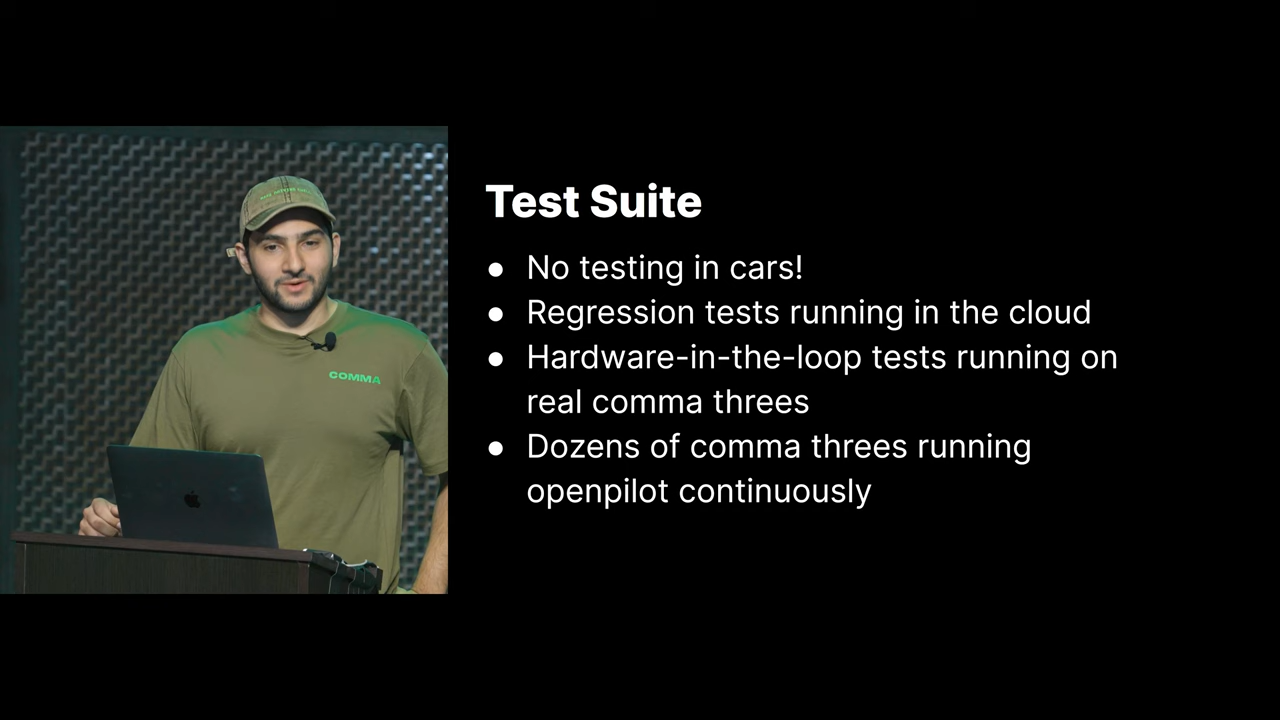 Test Suite
● No testing in cars!
● Regression tests running in the cloud
● Hardware-in-the-loop tests running on
real comma threes
● Dozens of comma threes running
openpilot continuously
COMMA